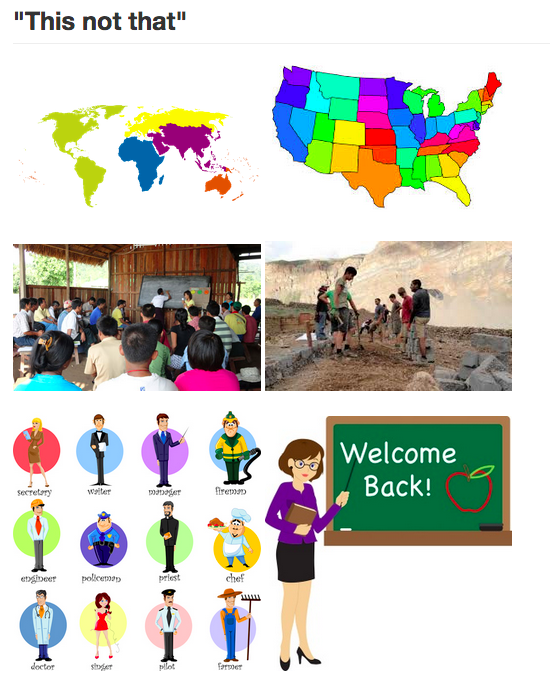 "This not that"
secretary
waiter
manager
fireman
Welcome
Back!
engineer
policeman
priest
chef
doctor
singer
pilot
farmer